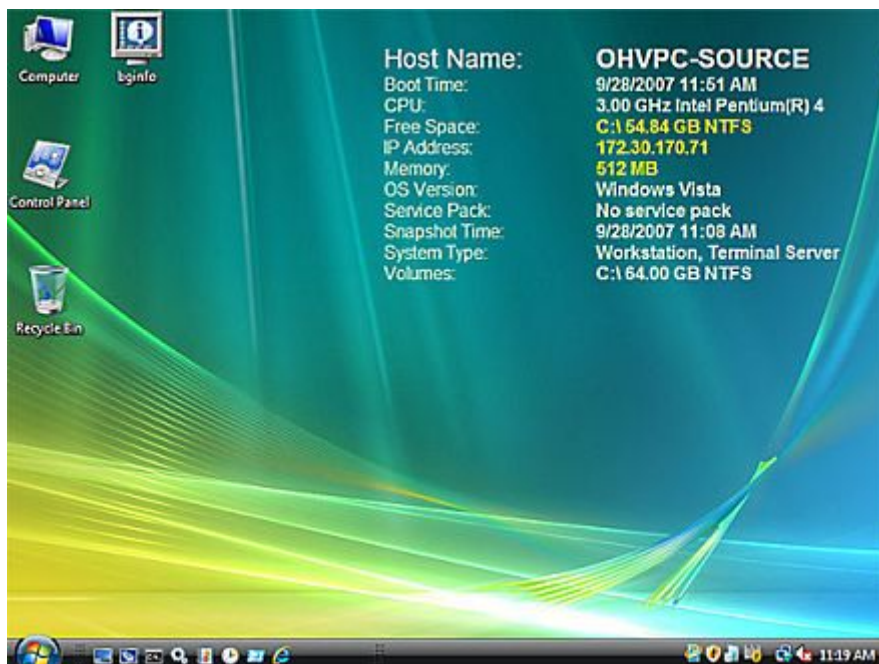 Computer
bginfo
Control Panel
Recycle Bin
Host Name: OHVPC-SOURCE
Boot Time: 9/28/2007 11:51 AM
CPU: 3.00 GHz Intel Pentium(R) 4
Free Space: C:\ 54.84 GB NTFS
IP Address: 172.30.170.71
Memory: 512 MB
OS Version: Windows Vista
Service Pack: No service pack
Snapshot Time: 9/28/2007 11:08 AM
System Type: Workstation, Terminal Server
Volumes: C:\ 64.00 GB NTFS
11:19 AM